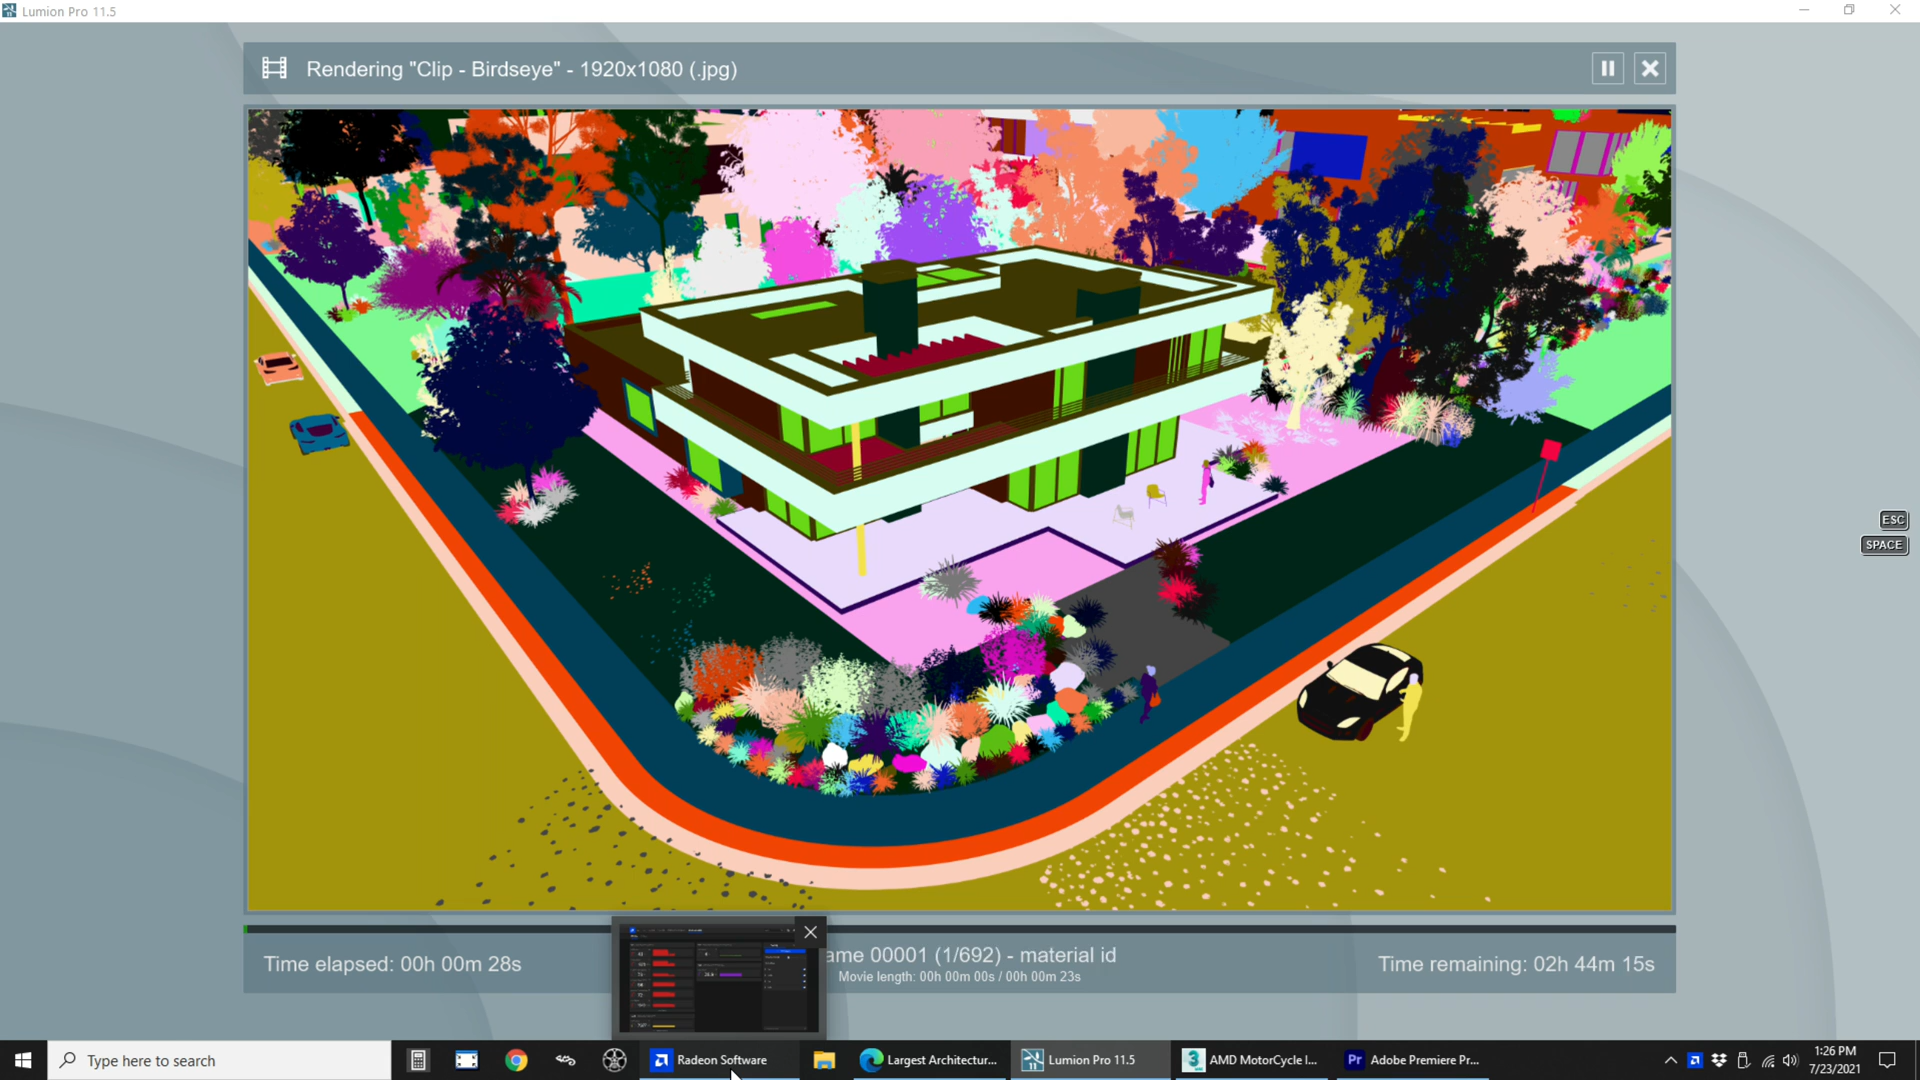 Lumion Pro 11.5
Rendering "Clip - Birdseye" - 1920x1080 (.jpg)
ESC
SPACE
Time elapsed: 00h 00m 28s
ame 00001 (1/692) - material id
Movie length: 00h 00m 00s / 00h 00m 23s
Time remaining: 02h 44m 15s
Type here to search
Radeon Software
Largest Architectur...
Lumion Pro 11.5
3
AMD MotorCycle I...
Pr
Adobe Premiere Pr...
1:26 PM
7/23/2021